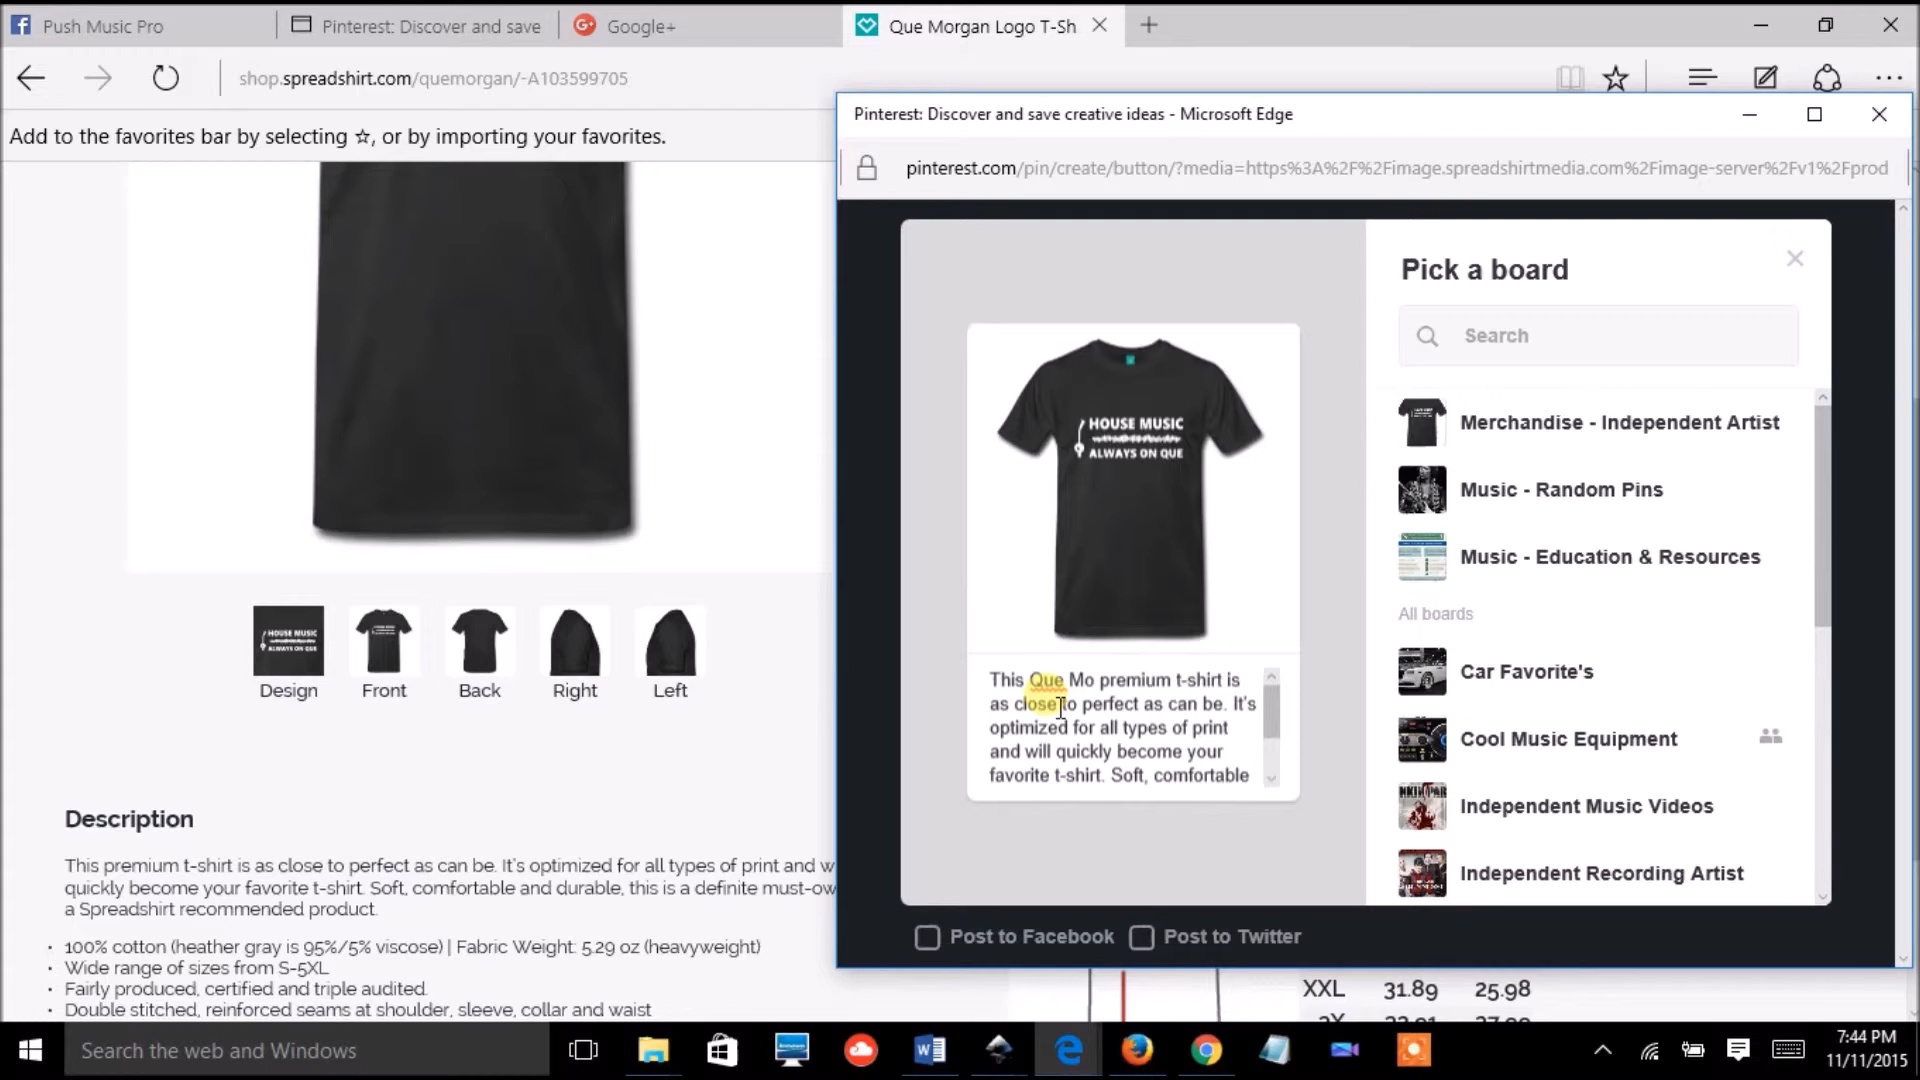 Push Music Pro
Pinterest: Discover and save
Google+
Que Morgan Logo T-Sh
shop.spreadshirt.com/quemorgan/-A103599705
Add to the favorites bar by selecting ☆, or by importing your favorites.
Pinterest: Discover and save creative ideas - Microsoft Edge
pinterest.com/pin/create/button/?media=https%3A%2F%2Fimage.spreadshirtmedia.com%2Fimage-server%2Fv1%2Fprod
Pick a board
Search
HOUSE MUSIC
ALWAYS ON QUE
This Que Mo premium t-shirt is
as close to perfect as can be. It's
optimized for all types of print
and will quickly become your
favorite t-shirt. Soft, comfortable
Merchandise - Independent Artist
Music - Random Pins
Music - Education & Resources
All boards
Car Favorite's
Cool Music Equipment
Independent Music Videos
Independent Recording Artist
Post to Facebook
Post to Twitter
HOUSE MUSIC
ALWAYS ON QUE
Design
Front
Back
Right
Left
Description
This premium t-shirt is as close to perfect as can be. It's optimized for all types of print and w
quickly become your favorite t-shirt. Soft, comfortable and durable, this is a definite must-ow
a Spreadshirt recommended product.
• 100% cotton (heather gray is 95%/5% viscose) | Fabric Weight: 5.29 oz (heavyweight)
• Wide range of sizes from S-5XL
• Fairly produced, certified and triple audited.
• Double stitched, reinforced seams at shoulder, sleeve, collar and waist
XXL 31.89 25.98
Search the web and Windows
7:44 PM
11/11/2015